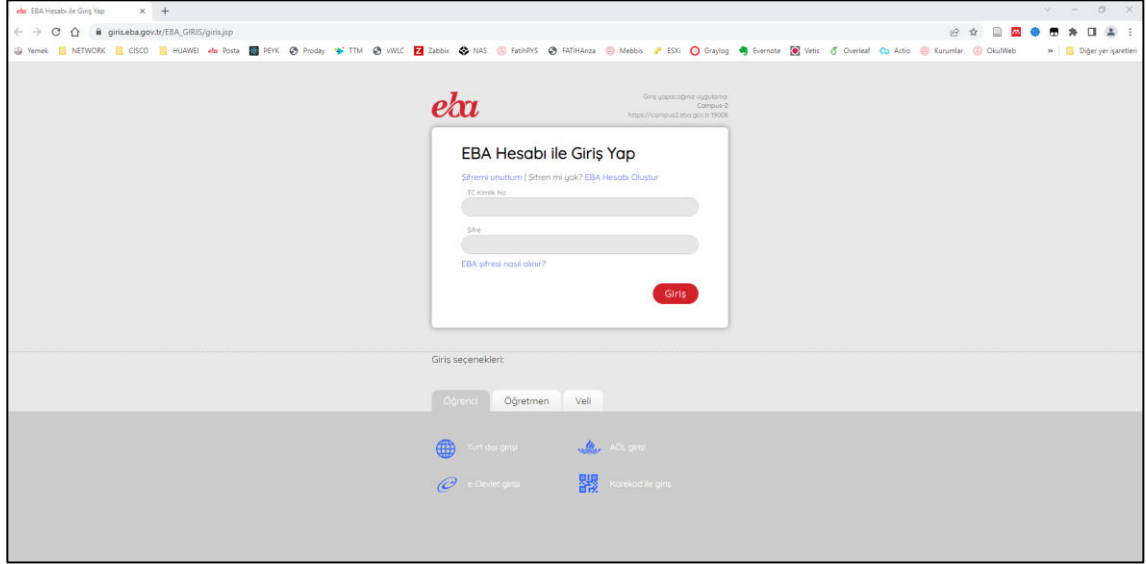 eba EBA Hesabı ile Giriş Yap
giris.eba.gov.tr/EBA_GIRIS/giris.jsp
Yemek NETWORK CİSCO HUAWEI eba Posta PEYK Proday TTM vWLC Zabbix NAS FatihPYS FATİHArıza Mebbis ESXi Graylog Evernote Vetis Overleaf Actio Kurumlar OkulWeb » Diğer yer işaretleri
eba
Giriş yapacağınız uygulama:
Campus-2
https://campus2.eba.gov.tr:19008
EBA Hesabı ile Giriş Yap
Şifremi unuttum | Şifren mi yok? EBA Hesabı Oluştur
TC Kimlik No
Şifre
EBA şifresi nasıl alınır?
Giriş
Giriş seçenekleri:
Öğrenci Öğretmen Veli
Yurt dışı girişi AÖL girişi
e-Devlet girişi Karekod ile giriş